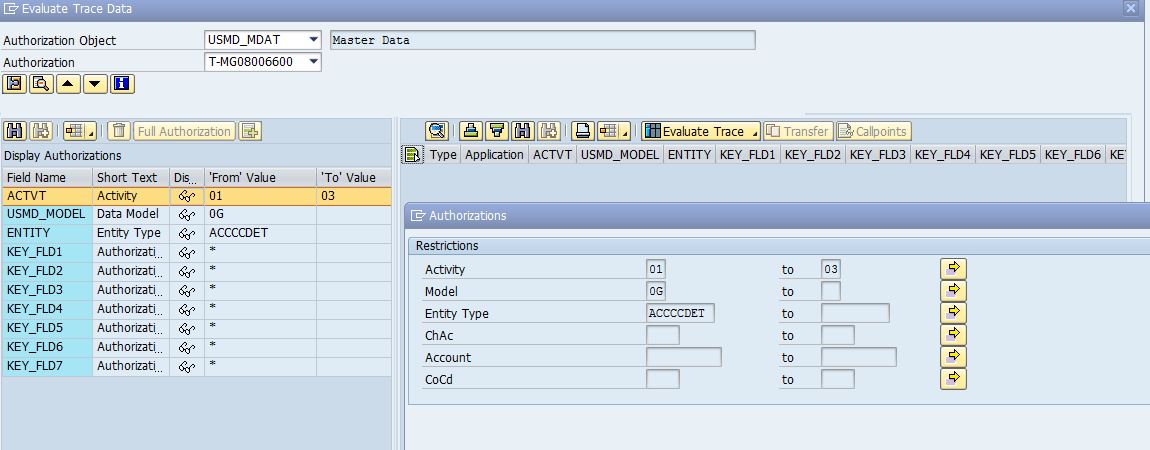 Evaluate Trace Data
Authorization Object USMD_MDAT Master Data
Authorization T-MG08006600
Full Authorization Evaluate Trace Transfer Callpoints
Display Authorizations
Type Application ACTVT USMD_MODEL ENTITY KEY_FLD1 KEY_FLD2 KEY_FLD3 KEY_FLD4 KEY_FLD5 KEY_FLD6 KE
Field Name Short Text Dis... 'From' Value 'To' Value
ACTVT Activity 01 03
USMD_MODEL Data Model 0G
ENTITY Entity Type ACCCCDET
KEY_FLD1 Authorizati... *
KEY_FLD2 Authorizati... *
KEY_FLD3 Authorizati... *
KEY_FLD4 Authorizati... *
KEY_FLD5 Authorizati... *
KEY_FLD6 Authorizati... *
KEY_FLD7 Authorizati... *
Authorizations
Restrictions
Activity 01 to 03
Model 0G to
Entity Type ACCCCDET to
ChAc to
Account to
CoCd to